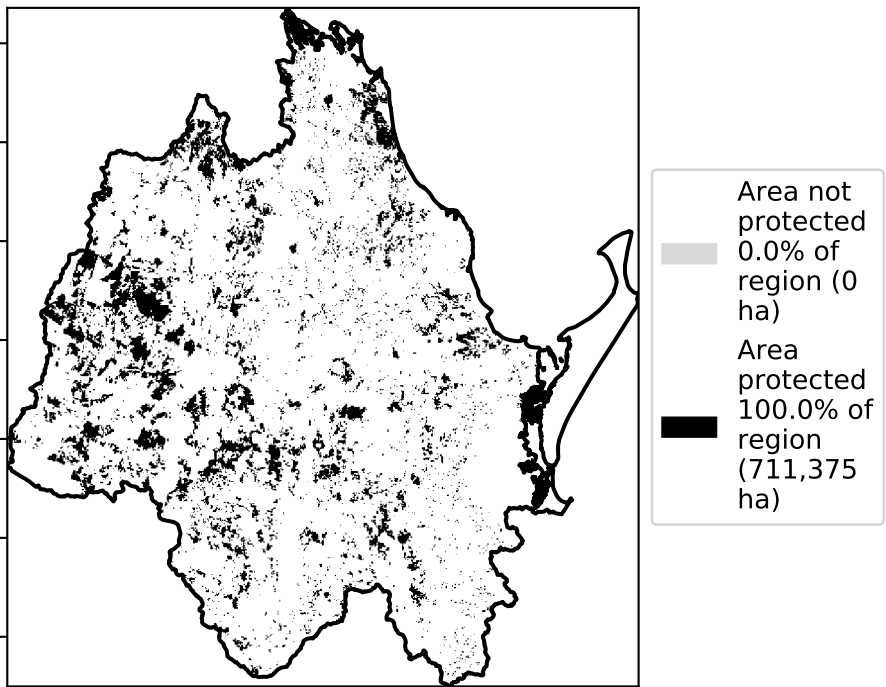 Area not
protected
0.0% of
region (0
ha)
Area
protected
100.0% of
region
(711,375
ha)